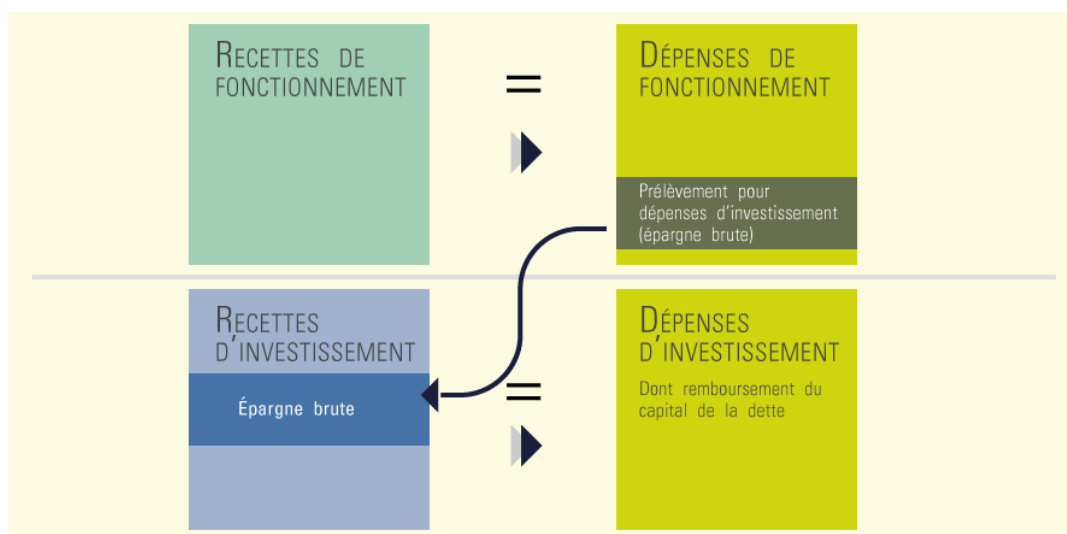 RECETTES DE
FONCTIONNEMENT
=
DÉPENSES DE
FONCTIONNEMENT
Prélèvement pour
dépenses d'investissement
(épargne brute)
RECETTES
D'INVESTISSEMENT
Épargne brute
=
DÉPENSES
D'INVESTISSEMENT
Dont remboursement du
capital de la dette